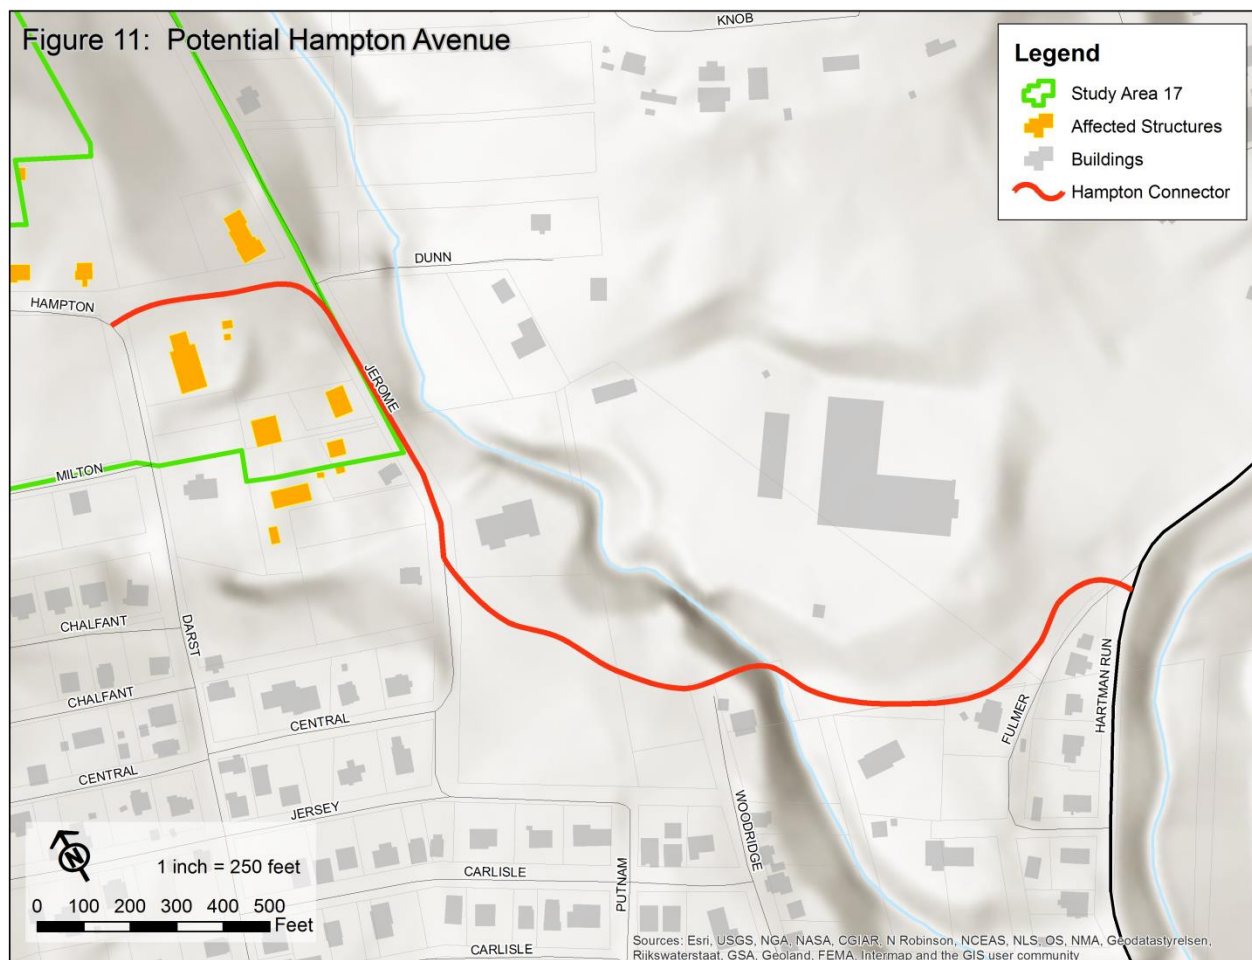 Figure 11: Potential Hampton Avenue
KNOB
Legend
Study Area 17
Affected Structures
Buildings
Hampton Connector
DUNN
HAMPTON
JEROME
MILTON
CHALFANT
DARST
CHALFANT
CENTRAL
CENTRAL
JERSEY
FULMER
HARTMAN RUN
WOODRIDGE
PUTNAM
CARLISLE
CARLISLE
N
1 inch = 250 feet
0 100 200 300 400 500
Feet
Sources: Esri, USGS, NGA, NASA, CGIAR, N Robinson, NCEAS, NLS, OS, NMA, Geodatastyrelsen,
Rijkswaterstaat, GSA, Geoland, FEMA, Intermap and the GIS user community